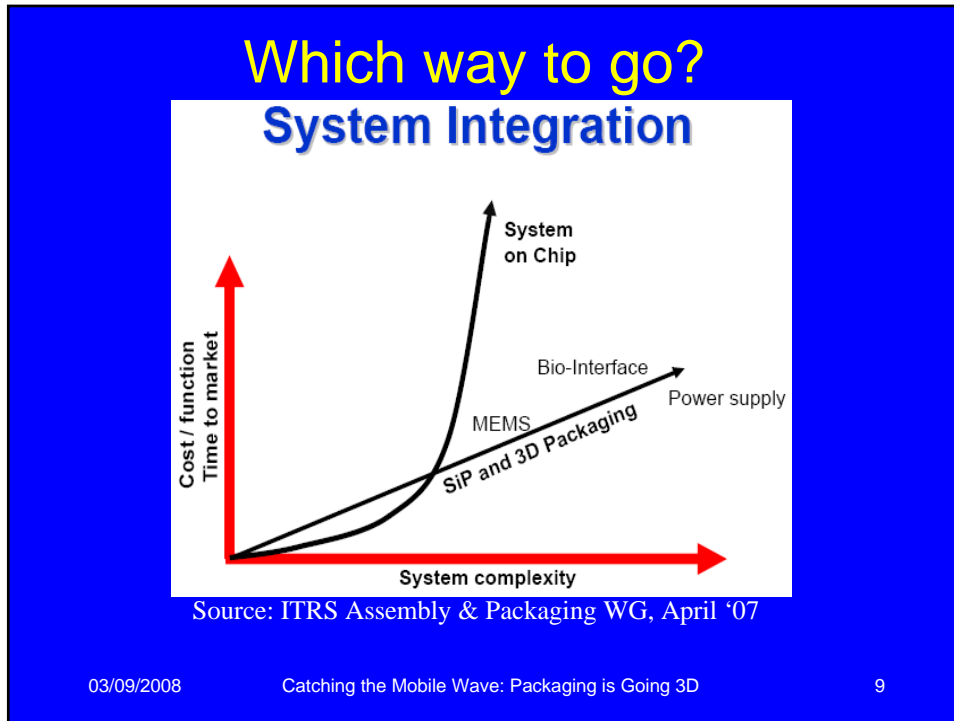 Which way to go?
System Integration
System
on Chip
Cost / function
Time to market
Bio-Interface
Power supply
MEMS
SiP and 3D Packaging
System complexity
Source: ITRS Assembly & Packaging WG, April ‘07
03/09/2008 Catching the Mobile Wave: Packaging is Going 3D 9